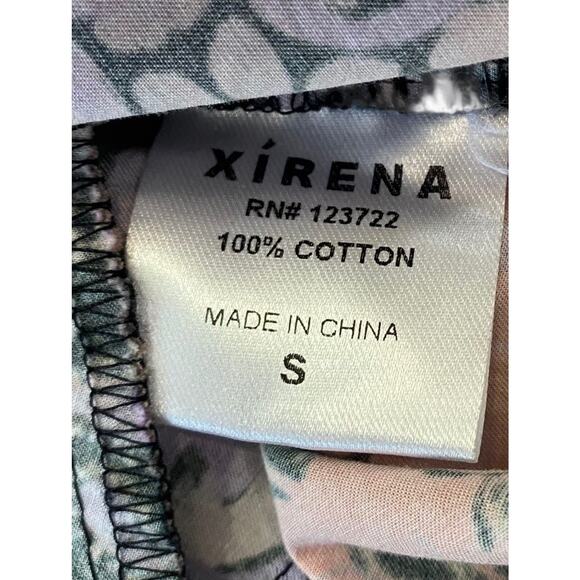 XÍRENA
RN# 123722
100% COTTON
MADE IN CHINA
S